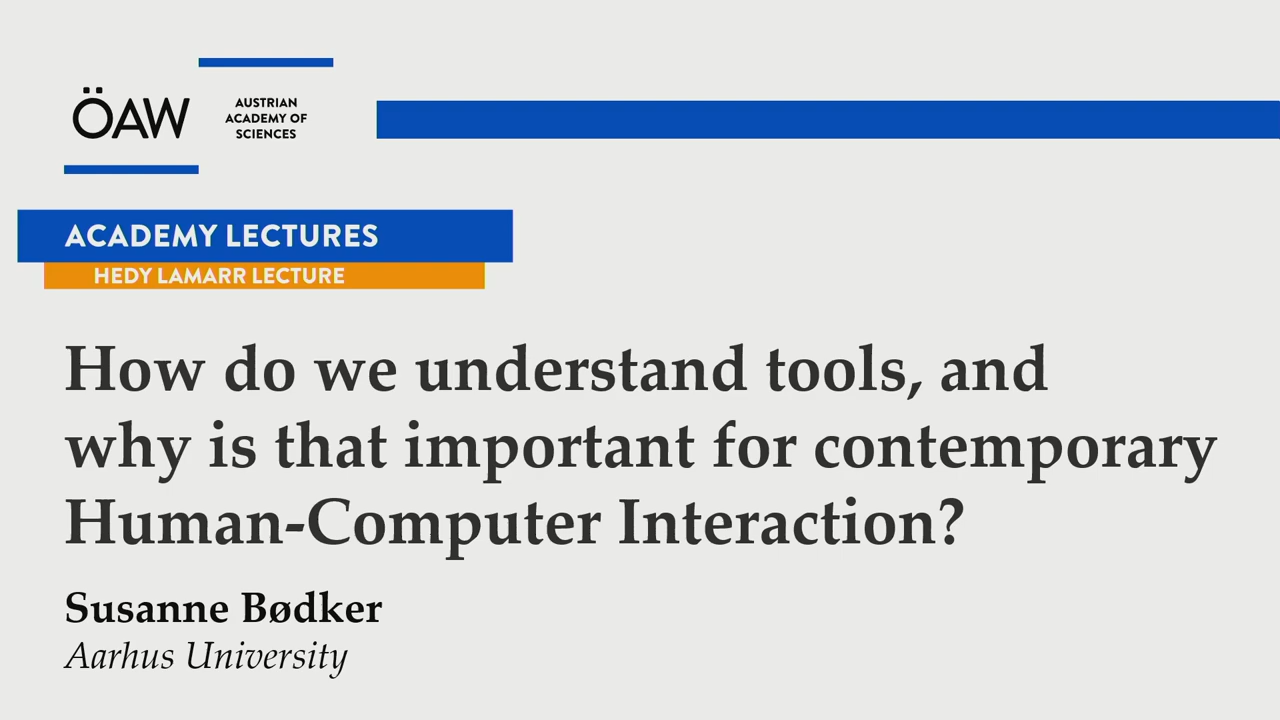 ÖAW
AUSTRIAN
ACADEMY OF
SCIENCES
ACADEMY LECTURES
HEDY LAMARR LECTURE
How do we understand tools, and
why is that important for contemporary
Human-Computer Interaction?
Susanne Bødker
Aarhus University